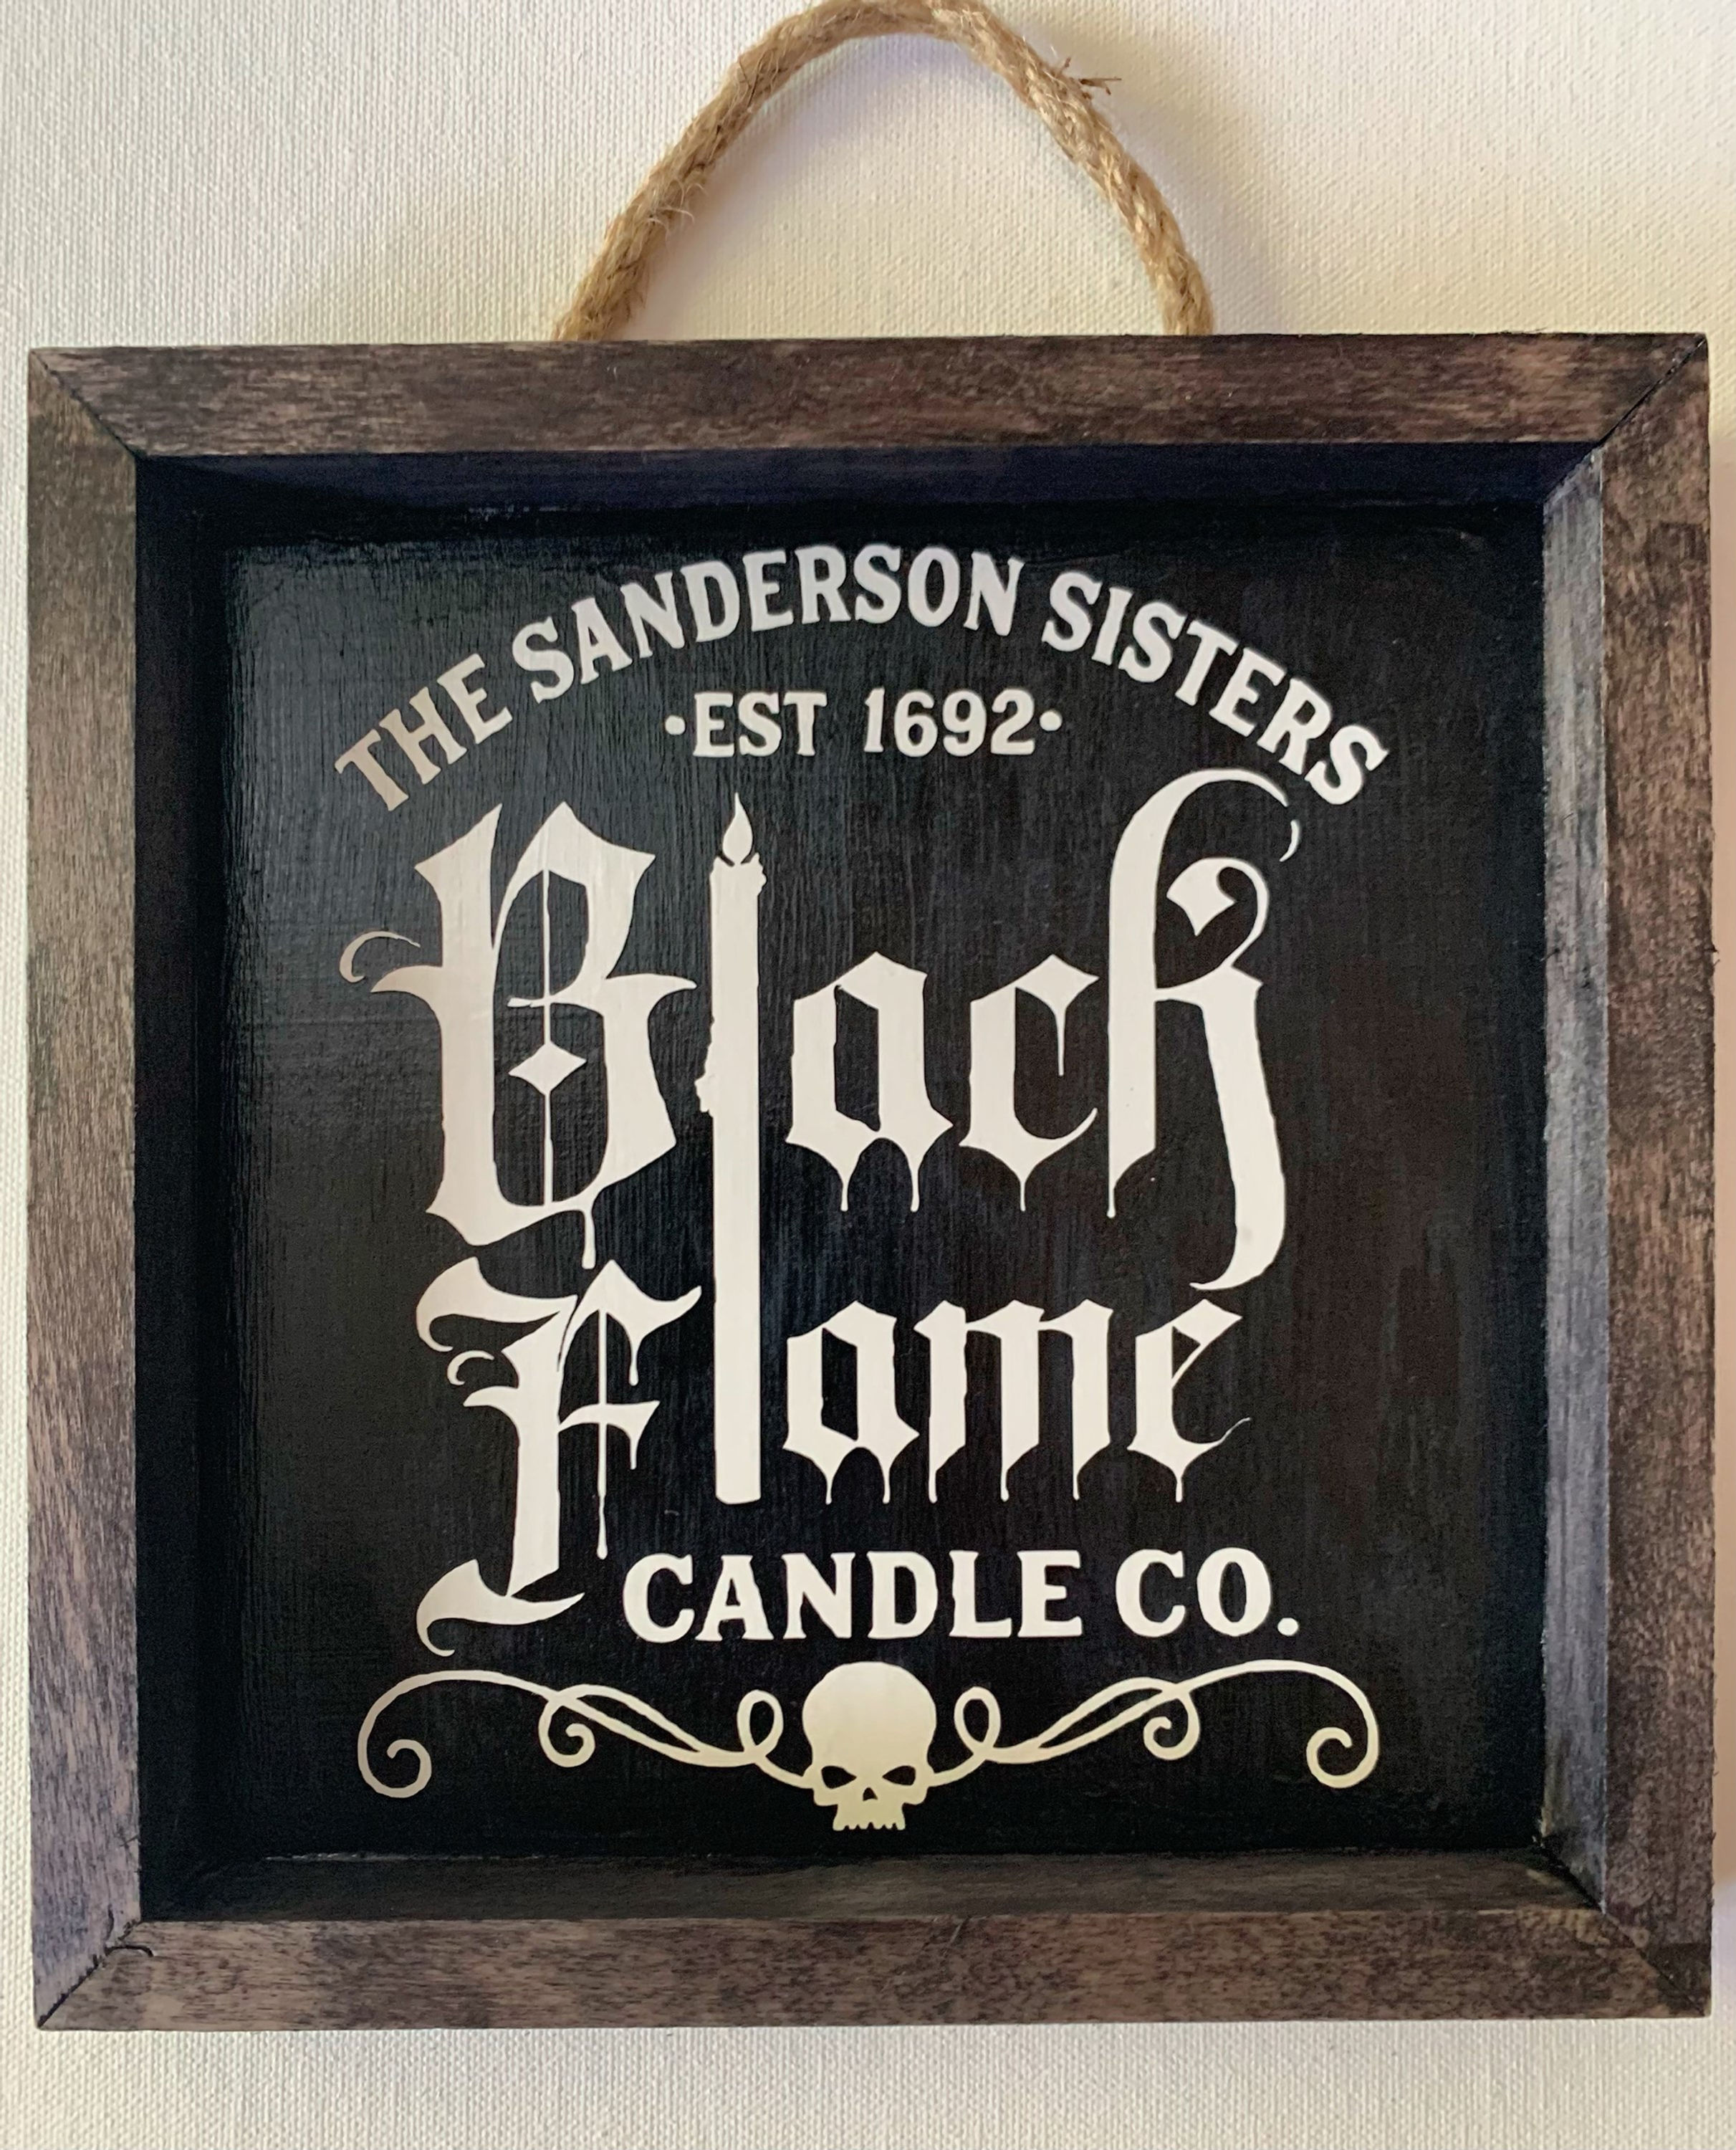 THE SANDERSON SISTERS
·EST 1692·
Black
Flame
CANDLE CO.